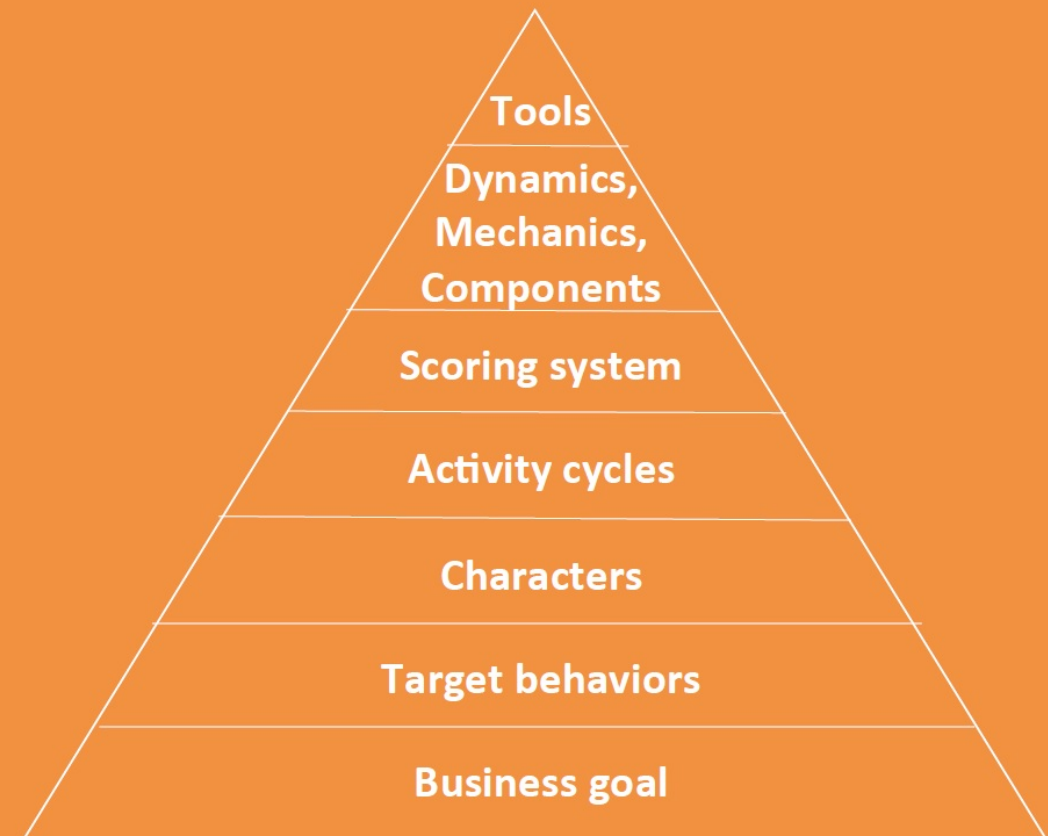 Tools
Dynamics,
Mechanics,
Components
Scoring system
Activity cycles
Characters
Target behaviors
Business goal